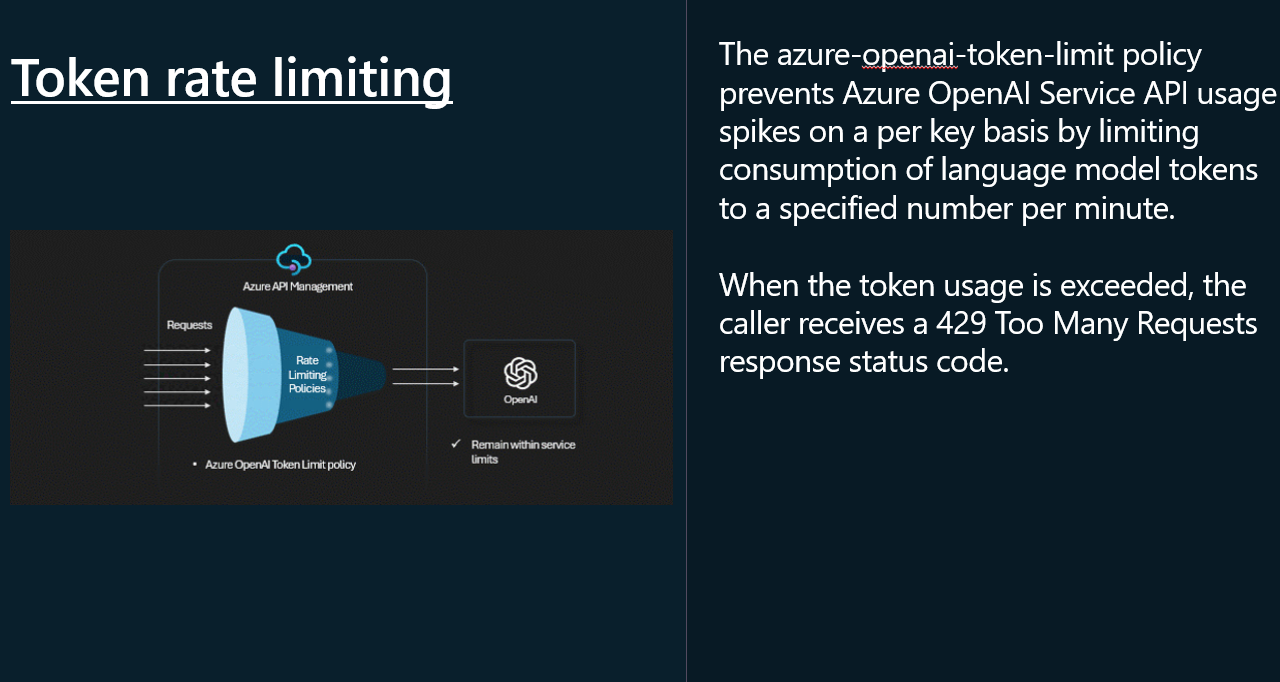 Token rate limiting
Azure API Management
Requests
Rate
Limiting
Policies
OpenAI
• Azure OpenAI Token Limit policy
✓ Remain within service
limits
The azure-openai-token-limit policy
prevents Azure OpenAI Service API usage
spikes on a per key basis by limiting
consumption of language model tokens
to a specified number per minute.
When the token usage is exceeded, the
caller receives a 429 Too Many Requests
response status code.